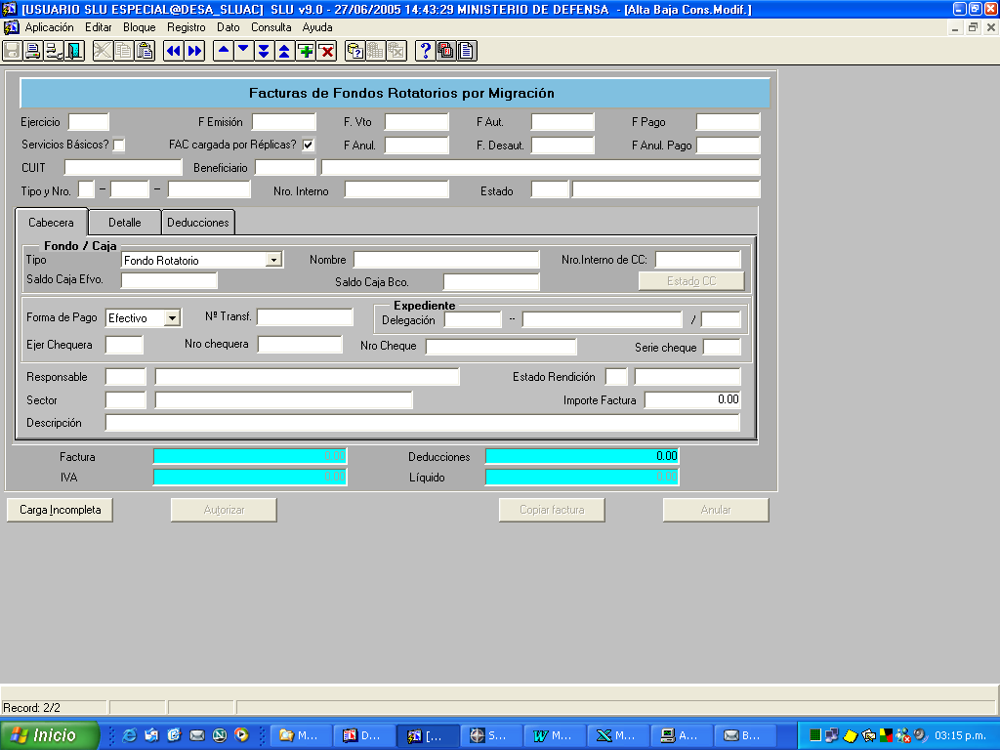 [USUARIO SLU ESPECIAL@DESA_SLUAC] SLU v9.0 - 27/06/2005 14:43:29 MINISTERIO DE DEFENSA - [Alta Baja Cons.Modif.]
Aplicación Editar Bloque Registro Dato Consulta Ayuda
Facturas de Fondos Rotatorios por Migración
Ejercicio F Emisión F. Vto F Aut. F Pago
Servicios Básicos? FAC cargada por Réplicas? F Anul. F. Desaut. F Anul. Pago
CUIT Beneficiario
Tipo y Nro. – – Nro. Interno Estado
Cabecera Detalle Deducciones
Fondo / Caja
Tipo Fondo Rotatorio Nombre Nro.Interno de CC:
Saldo Caja Efvo. Saldo Caja Bco. Estado CC
Expediente
Forma de Pago Efectivo Nº Transf. Delegación -- /
Ejer Chequera Nro chequera Nro Cheque Serie cheque
Responsable Estado Rendición
Sector Importe Factura 0.00
Descripción
Factura 0.00 Deducciones 0.00
IVA 0.00 Líquido 0.00
Carga Incompleta Autorizar Copiar factura Anular
Record: 2/2
Inicio M... D... [... S... M... M... A... B... 03:15 p.m.